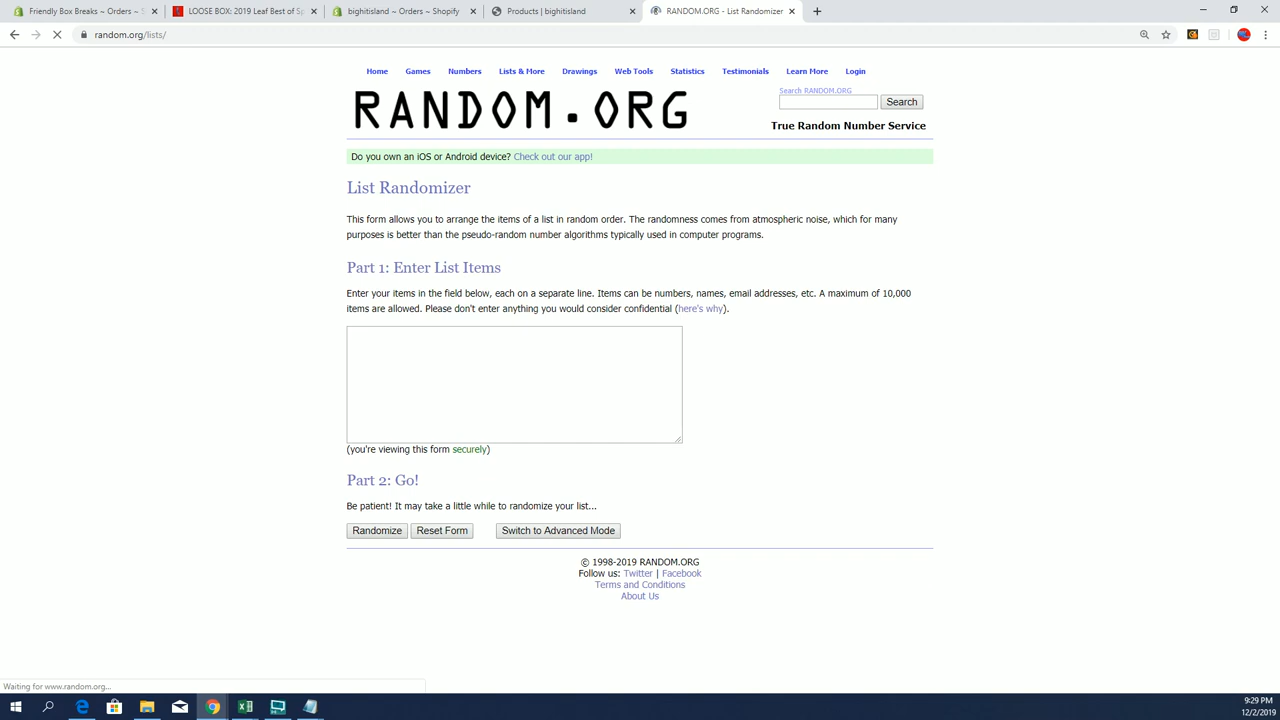 Friendly Box Breaks ~ Orders ~ S
LOOSE BOX: 2019 Leaf Best of Sp
bighitisland ~ Orders ~ Shopify
Products | bighitisland
RANDOM.ORG - List Randomizer
random.org/lists/
Home Games Numbers Lists & More Drawings Web Tools Statistics Testimonials Learn More Login
RANDOM.ORG
Search RANDOM.ORG
Search
True Random Number Service
Do you own an iOS or Android device? Check out our app!
List Randomizer
This form allows you to arrange the items of a list in random order. The randomness comes from atmospheric noise, which for many
purposes is better than the pseudo-random number algorithms typically used in computer programs.
Part 1: Enter List Items
Enter your items in the field below, each on a separate line. Items can be numbers, names, email addresses, etc. A maximum of 10,000
items are allowed. Please don't enter anything you would consider confidential (here's why).
(you're viewing this form securely)
Part 2: Go!
Be patient! It may take a little while to randomize your list...
Randomize Reset Form Switch to Advanced Mode
© 1998-2019 RANDOM.ORG
Follow us: Twitter | Facebook
Terms and Conditions
About Us
Waiting for www.random.org...
9:29 PM
12/2/2019